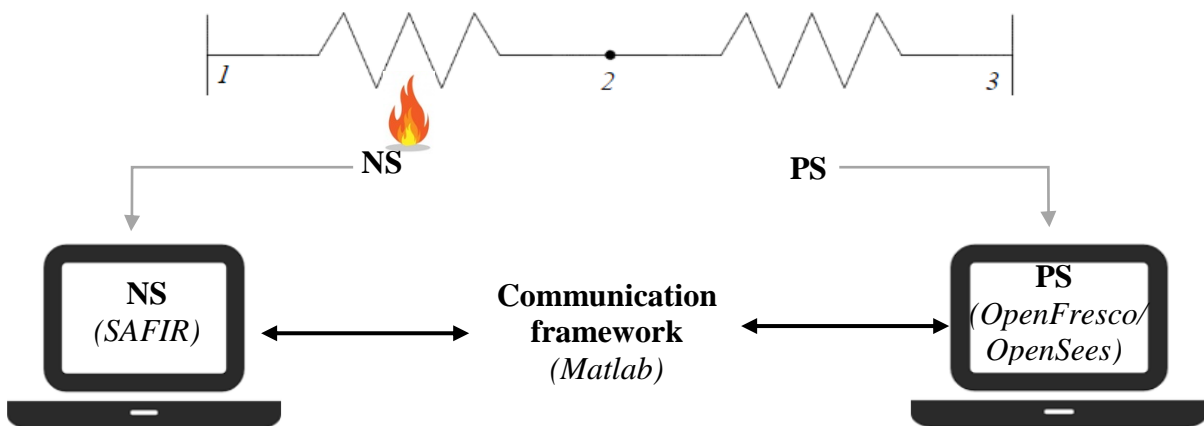 1
2
3
NS
PS
NS
(SAFIR)
Communication
framework
(Matlab)
PS
(OpenFresco/
OpenSees)